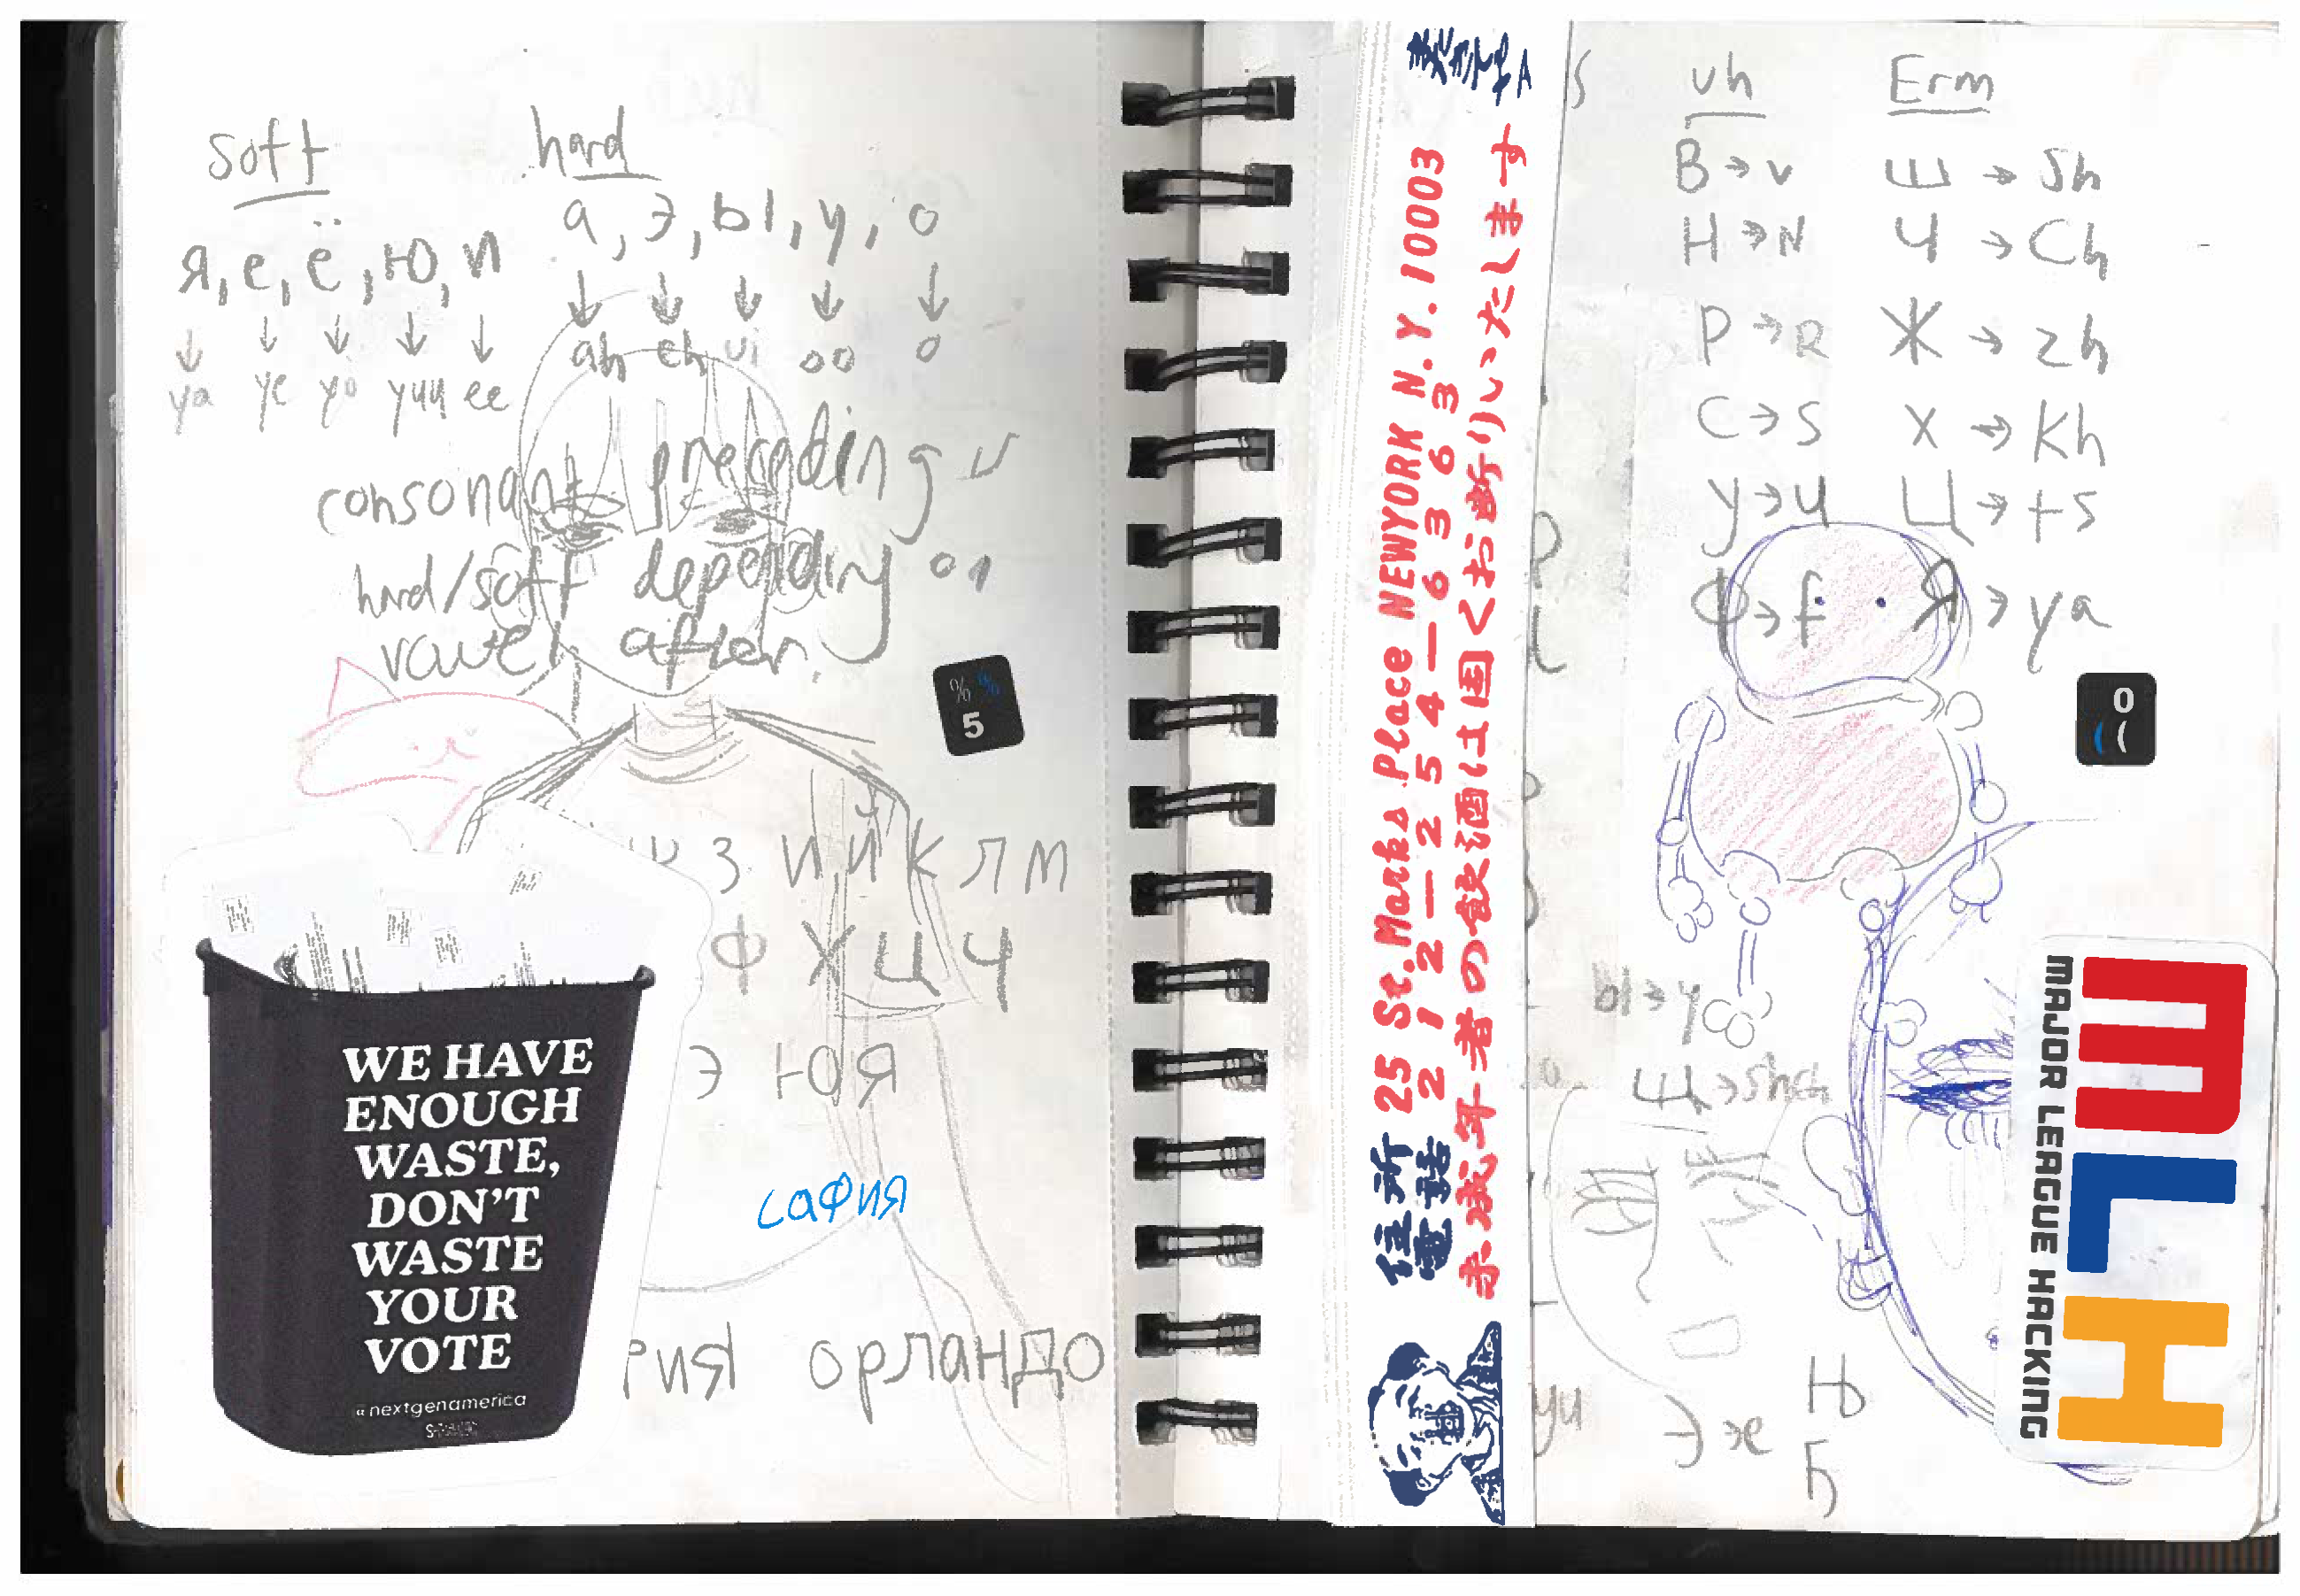 soft
hard
я, е, ё, ю, и
ya ye yo yuu ee
а, э, ы, у, о
ah eh ui oo o
consonant preceding
hard/soft depending on
vowel after.
% %
5
З И Й К Л М
Ф Х Ц Ч
Э Ю Я
сафия
ия орландо
WE HAVE
ENOUGH
WASTE,
DON'T
WASTE
YOUR
VOTE
@nextgenamerica
住所 25 St. Marks Place NEWYORK N.Y. 10003
電話 212-254-6363
未成年者の飲酒は固くお断りいたします
uh
B → v
H → N
P → R
C → S
y → u
Ф → f
Erm
Ш → Sh
Ч → Ch
Ж → zh
X → Kh
Ц → ts
Я → ya
0
( (
ы → y
Щ → shch
yu
Э → e
Њ
Ђ
MLH
MAJOR LEAGUE HACKING